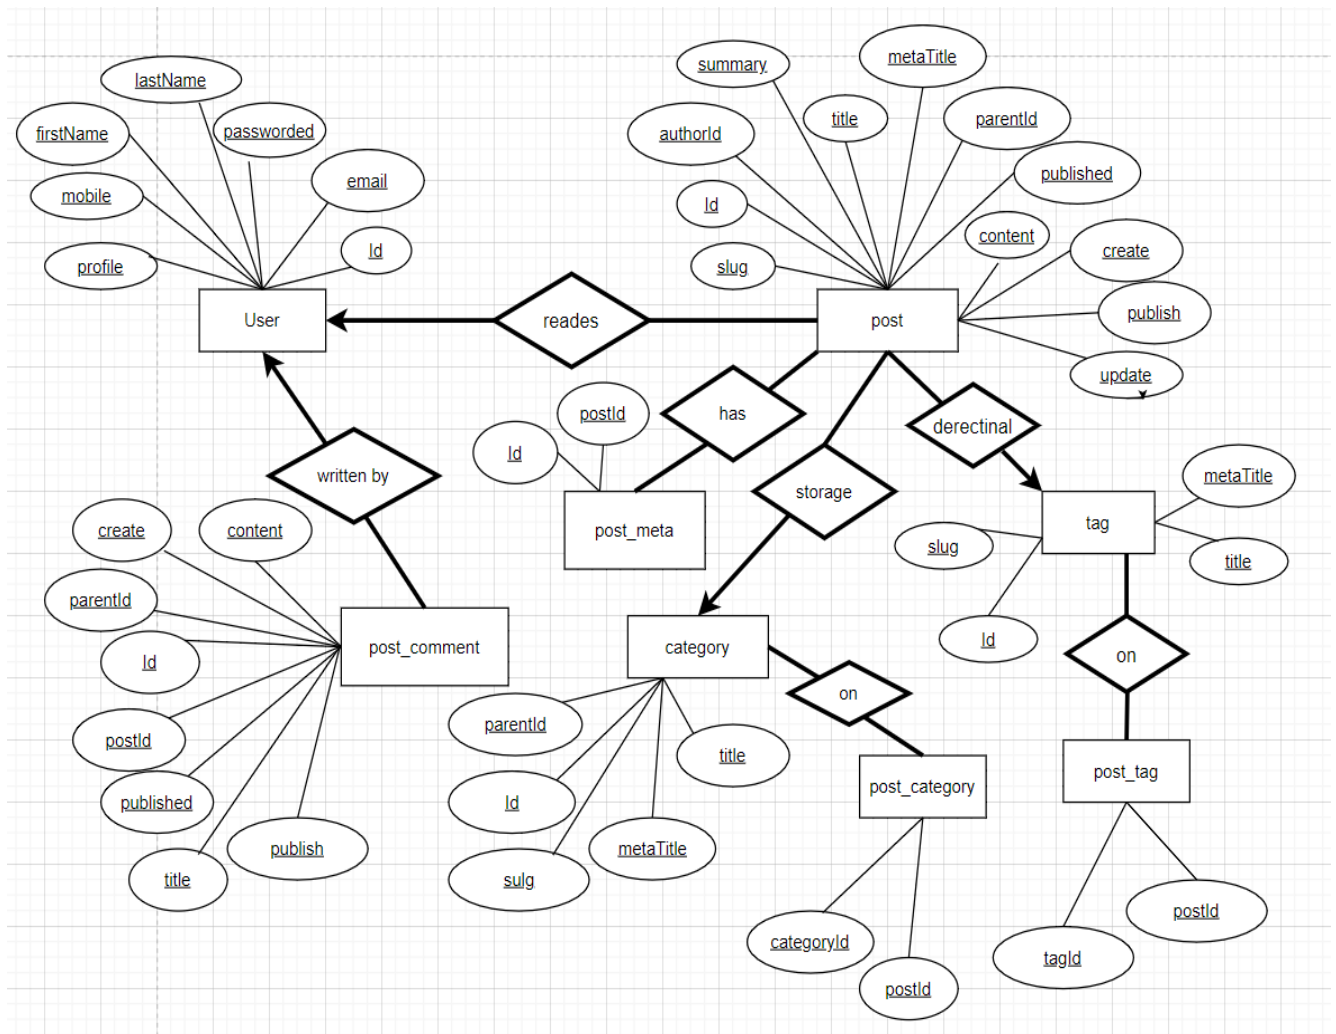 lastName
firstName
passworded
mobile
email
profile
Id
User
reades
summary
metaTitle
title
parentId
authorId
published
Id
content
create
slug
publish
post
update
has
postId
Id
post_meta
storage
derectinal
metaTitle
tag
slug
title
Id
written by
create
content
parentId
Id
post_comment
postId
published
publish
title
category
parentId
title
Id
metaTitle
sulg
on
post_category
categoryId
postId
on
post_tag
postId
tagId